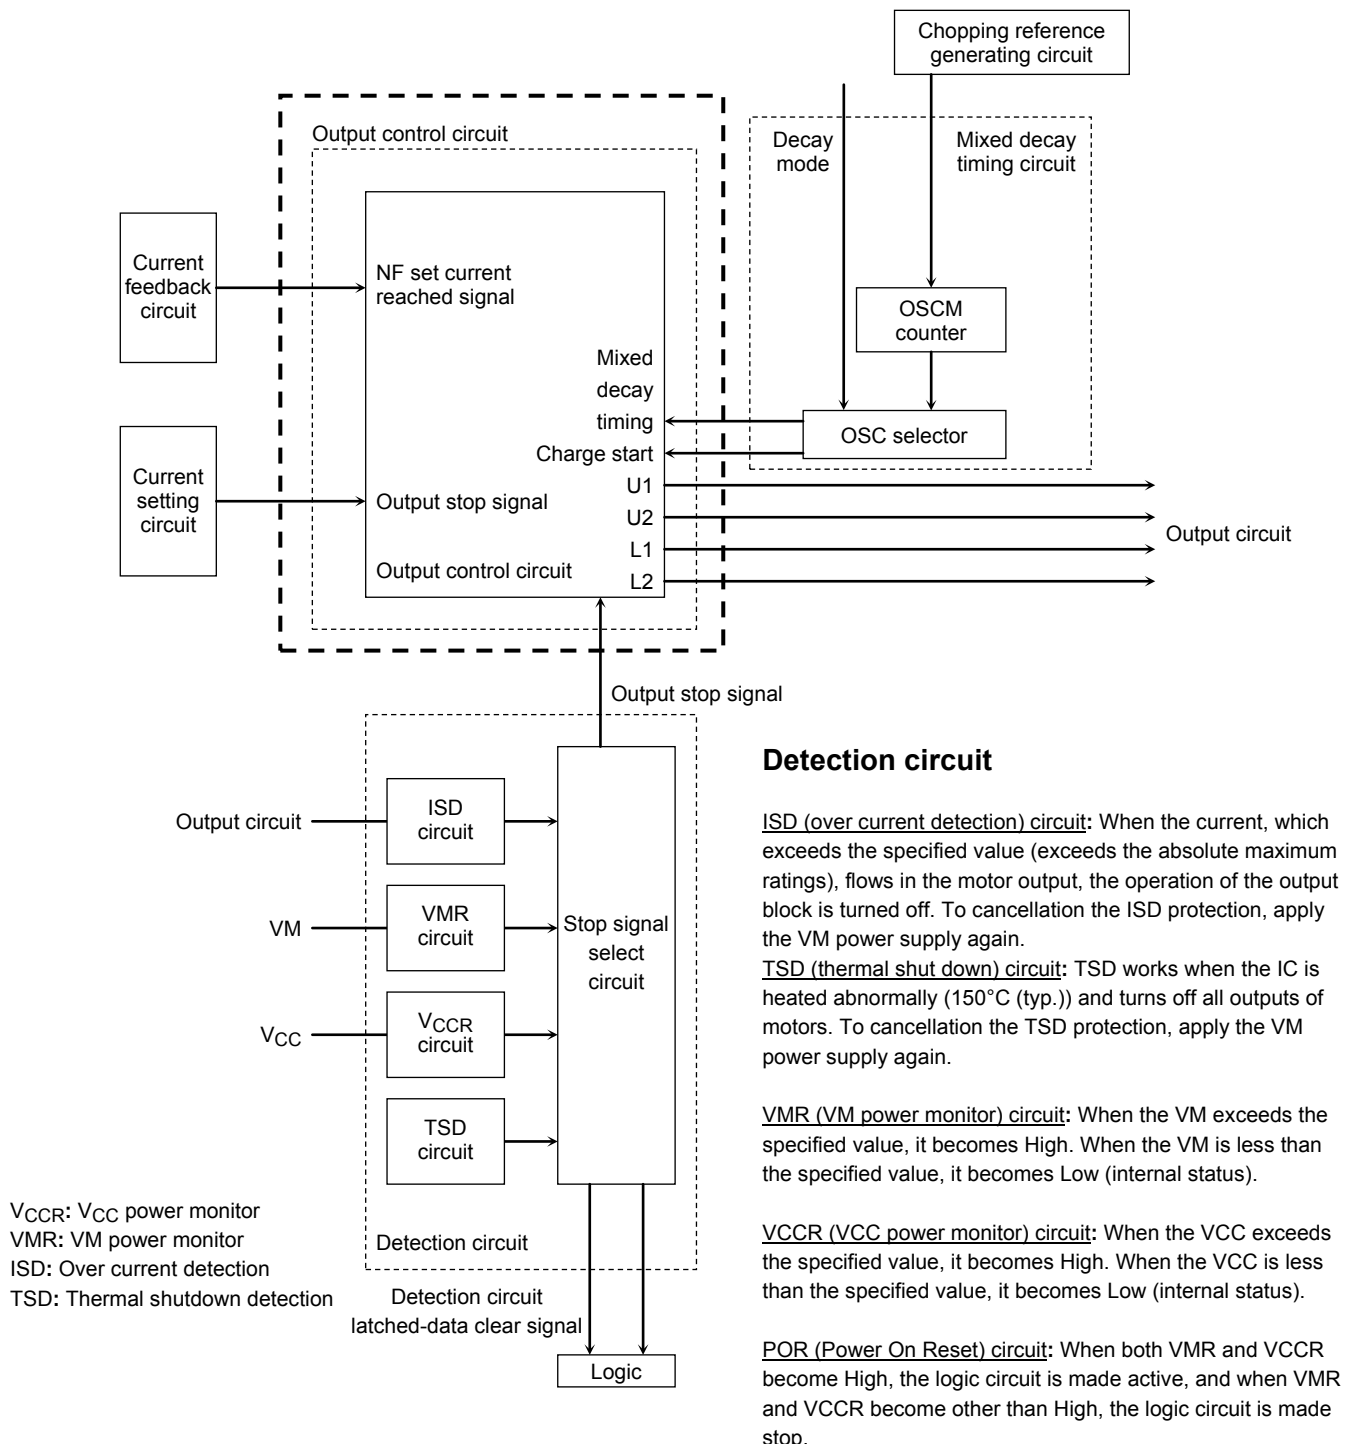 Chopping reference
generating circuit
Output control circuit
Decay
mode
Mixed decay
timing circuit
Current
feedback
circuit
NF set current
reached signal
OSCM
counter
Mixed
decay
timing
Charge start
OSC selector
Current
setting
circuit
Output stop signal
Output control circuit
U1
U2
L1
L2
Output circuit
Output stop signal
Output circuit
ISD
circuit
VM
VMR
circuit
VCC
VCCR
circuit
TSD
circuit
Stop signal
select
circuit
Detection circuit
VCCR: VCC power monitor
VMR: VM power monitor
ISD: Over current detection
TSD: Thermal shutdown detection
Detection circuit
latched-data clear signal
Logic
Detection circuit
ISD (over current detection) circuit: When the current, which
exceeds the specified value (exceeds the absolute maximum
ratings), flows in the motor output, the operation of the output
block is turned off. To cancellation the ISD protection, apply
the VM power supply again.
TSD (thermal shut down) circuit: TSD works when the IC is
heated abnormally (150°C (typ.)) and turns off all outputs of
motors. To cancellation the TSD protection, apply the VM
power supply again.
VMR (VM power monitor) circuit: When the VM exceeds the
specified value, it becomes High. When the VM is less than
the specified value, it becomes Low (internal status).
VCCR (VCC power monitor) circuit: When the VCC exceeds
the specified value, it becomes High. When the VCC is less
than the specified value, it becomes Low (internal status).
POR (Power On Reset) circuit: When both VMR and VCCR
become High, the logic circuit is made active, and when VMR
and VCCR become other than High, the logic circuit is made
stop.